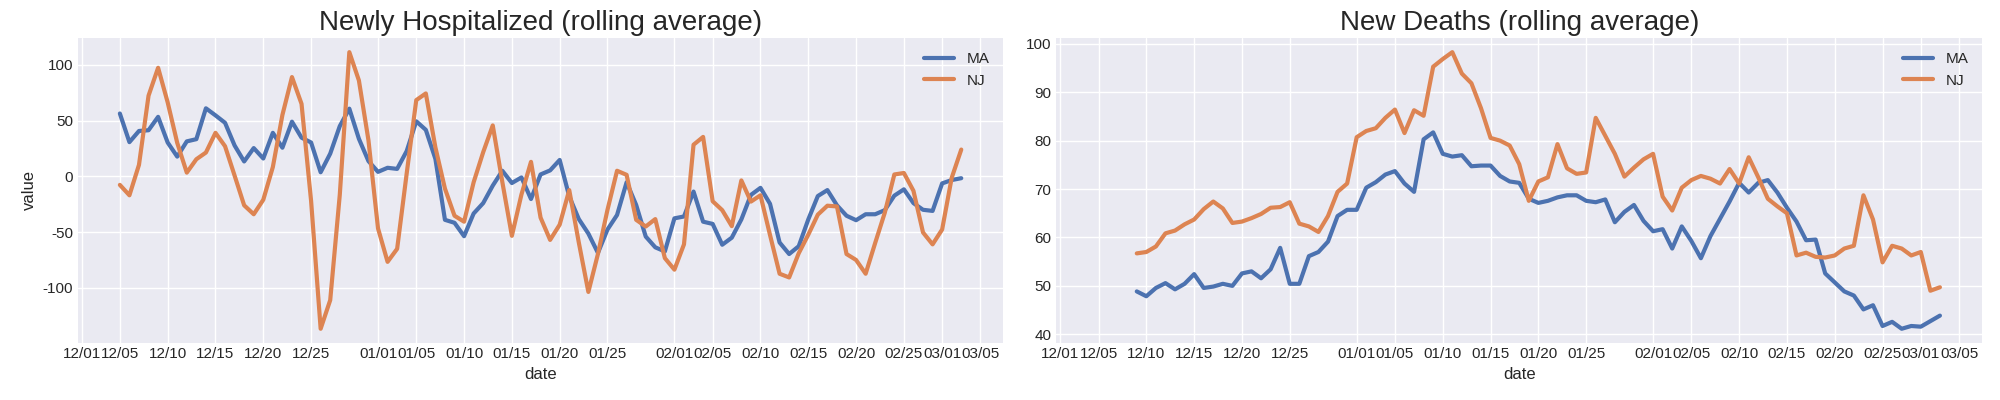 Newly Hospitalized (rolling average)
MA
NJ
100
50
0
-50
-100
value
12/01 12/05 12/10 12/15 12/20 12/25 01/01 01/05 01/10 01/15 01/20 01/25 02/01 02/05 02/10 02/15 02/20 02/25 03/01 03/05
date
New Deaths (rolling average)
MA
NJ
100
90
80
70
60
50
40
12/01 12/05 12/10 12/15 12/20 12/25 01/01 01/05 01/10 01/15 01/20 01/25 02/01 02/05 02/10 02/15 02/20 02/25 03/01 03/05
date